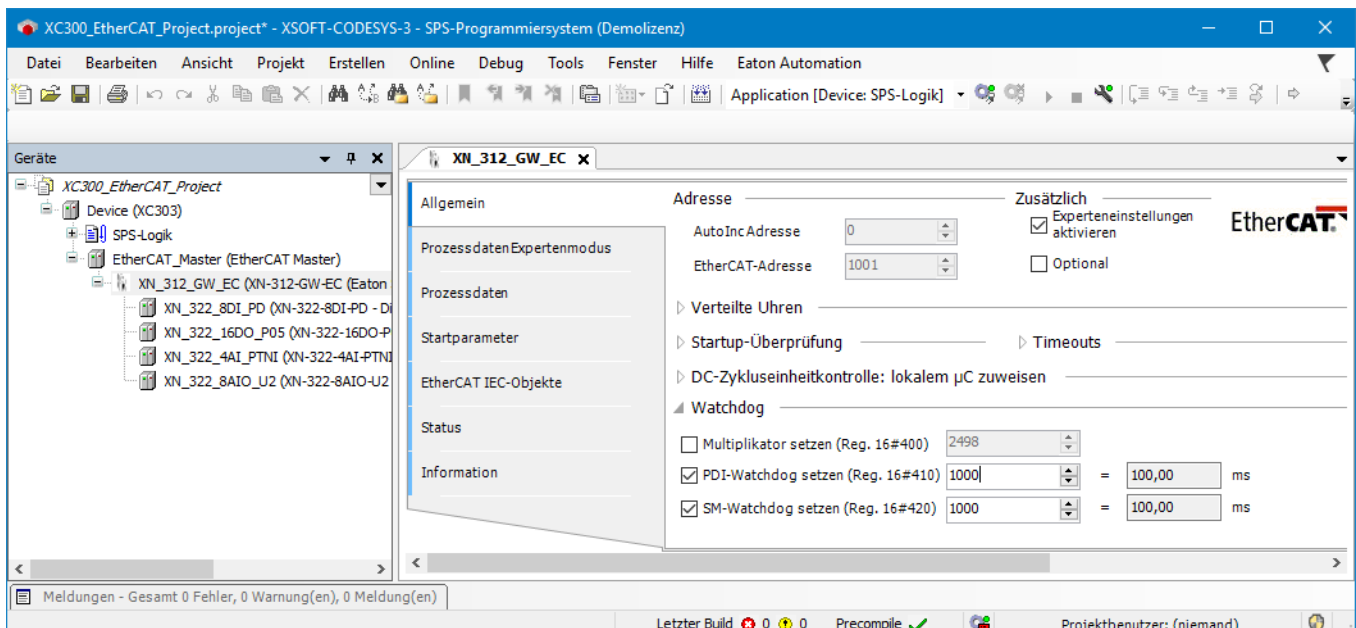 XC300_EtherCAT_Project.project* - XSOFT-CODESYS-3 - SPS-Programmiersystem (Demolizenz)
Datei Bearbeiten Ansicht Projekt Erstellen Online Debug Tools Fenster Hilfe Eaton Automation
Application [Device: SPS-Logik]
Geräte
XC300_EtherCAT_Project
Device (XC303)
SPS-Logik
EtherCAT_Master (EtherCAT Master)
XN_312_GW_EC (XN-312-GW-EC (Eaton
XN_322_8DI_PD (XN-322-8DI-PD - Di
XN_322_16DO_P05 (XN-322-16DO-P
XN_322_4AI_PTNI (XN-322-4AI-PTNI
XN_322_8AIO_U2 (XN-322-8AIO-U2
XN_312_GW_EC
Allgemein
Prozessdaten Expertenmodus
Prozessdaten
Startparameter
EtherCAT IEC-Objekte
Status
Information
Adresse
AutoInc Adresse 0
EtherCAT-Adresse 1001
Zusätzlich
Experteneinstellungen
aktivieren
Optional
EtherCAT.
Verteilte Uhren
Startup-Überprüfung
Timeouts
DC-Zykluseinheitkontrolle: lokalem µC zuweisen
Watchdog
Multiplikator setzen (Reg. 16#400) 2498
PDI-Watchdog setzen (Reg. 16#410) 1000 = 100,00 ms
SM-Watchdog setzen (Reg. 16#420) 1000 = 100,00 ms
Meldungen - Gesamt 0 Fehler, 0 Warnung(en), 0 Meldung(en)
Letzter Build 0 0 Precompile Projektbenutzer: (niemand)